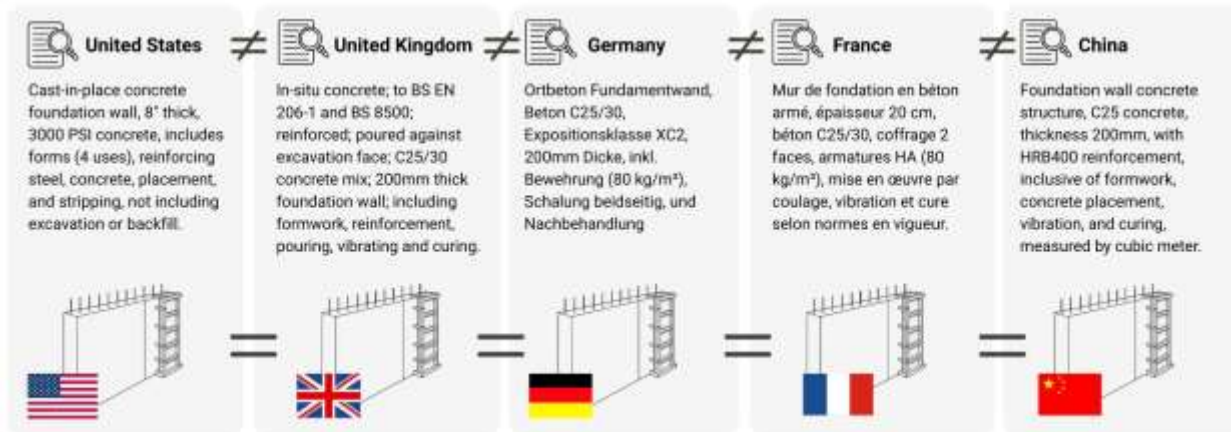 United States
Cast-in-place concrete
foundation wall, 8" thick,
3000 PSI concrete, includes
forms (4 uses), reinforcing
steel, concrete, placement,
and stripping, not including
excavation or backfill.
≠
United Kingdom
In-situ concrete; to BS EN
206-1 and BS 8500;
reinforced; poured against
excavation face; C25/30
concrete mix; 200mm thick
foundation wall; including
formwork, reinforcement,
pouring, vibrating and curing.
≠
Germany
Ortbeton Fundamentwand,
Beton C25/30,
Expositionsklasse XC2,
200mm Dicke, inkl.
Bewehrung (80 kg/m³),
Schalung beidseitig, und
Nachbehandlung
≠
France
Mur de fondation en béton
armé, épaisseur 20 cm,
béton C25/30, coffrage 2
faces, armatures HA (80
kg/m³), mise en œuvre par
coulage, vibration et cure
selon normes en vigueur.
≠
China
Foundation wall concrete
structure, C25 concrete,
thickness 200mm, with
HRB400 reinforcement,
inclusive of formwork,
concrete placement,
vibration, and curing,
measured by cubic meter.
= = = =